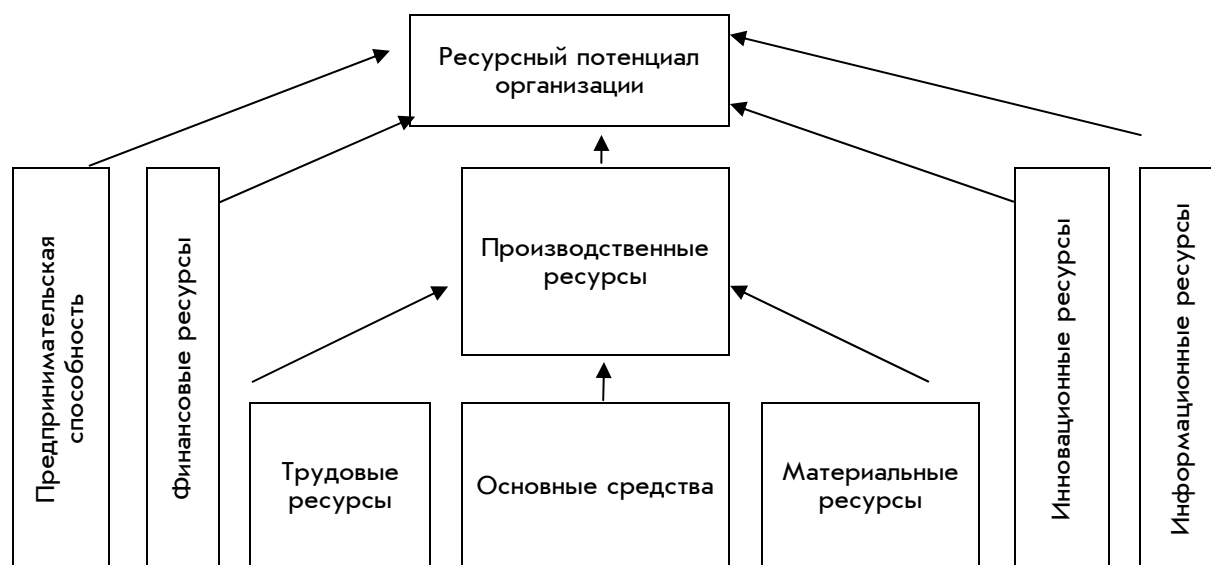 Ресурсный потенциал
организации
Предпринимательская
способность
Финансовые ресурсы
Производственные
ресурсы
Инновационные ресурсы
Информационные ресурсы
Трудовые
ресурсы
Основные средства
Материальные
ресурсы